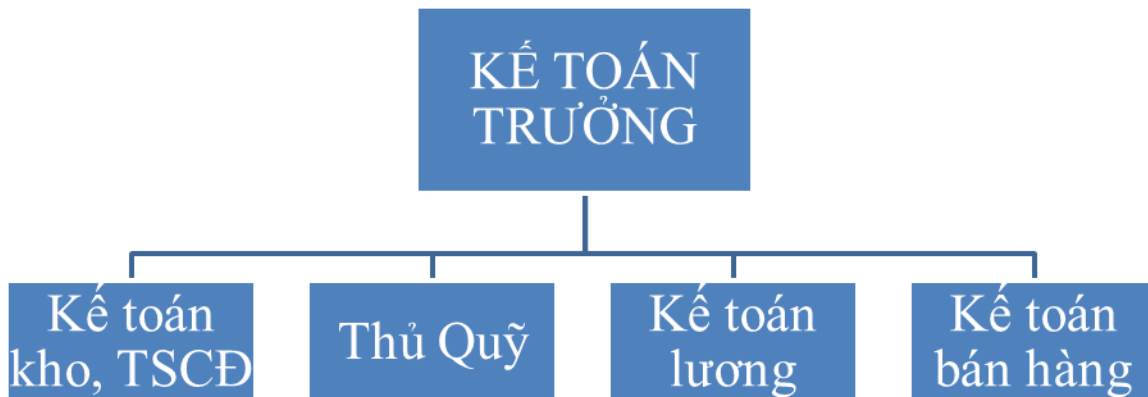 KẾ TOÁN
TRƯỞNG
Kế toán
kho, TSCĐ
Thủ Quỹ
Kế toán
lương
Kế toán
bán hàng